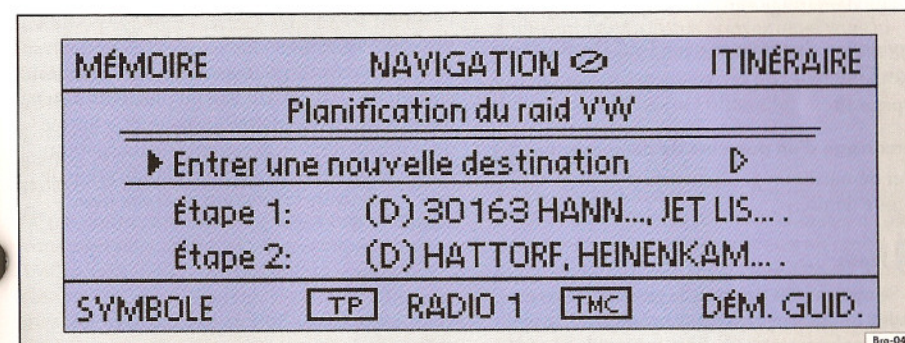 MÉMOIRE NAVIGATION ITINÉRAIRE
Planification du raid VW
Entrer une nouvelle destination
Étape 1: (D) 30163 HANN..., JET LIS... .
Étape 2: (D) HATTORF, HEINENKAM... .
SYMBOLE TP RADIO 1 TMC DÉM. GUID.